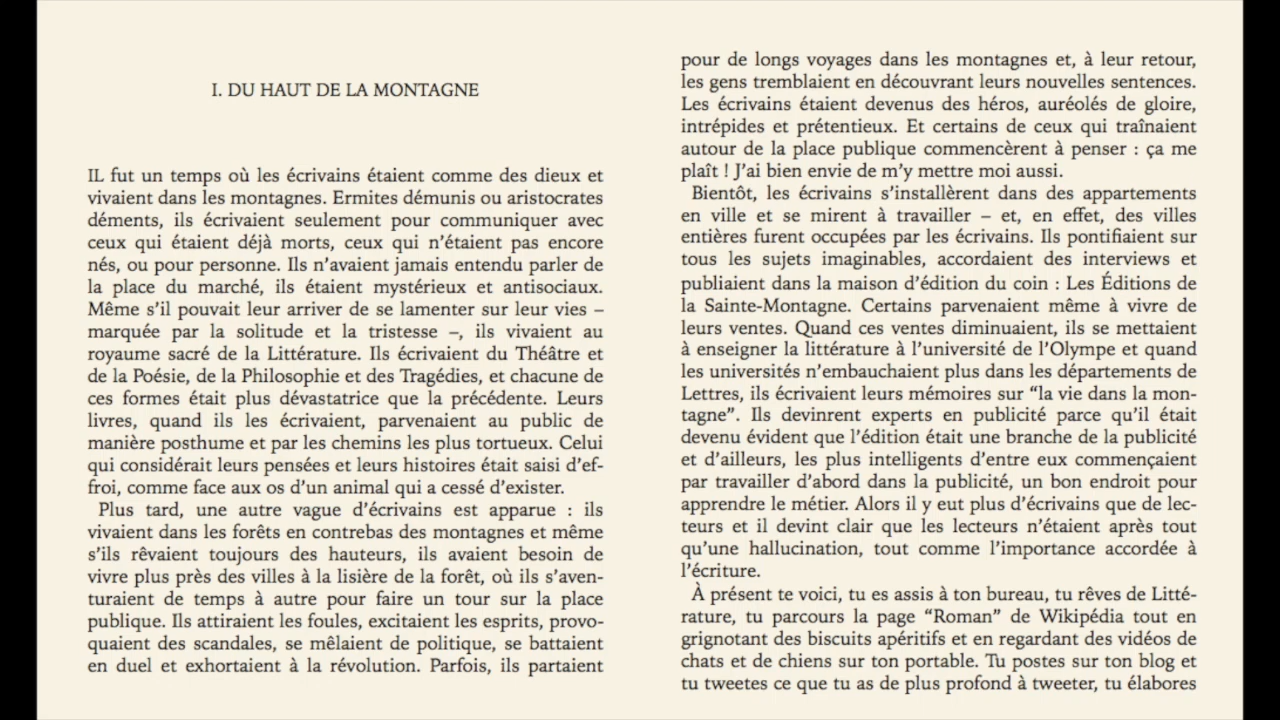 I. DU HAUT DE LA MONTAGNE
IL fut un temps où les écrivains étaient comme des dieux et
vivaient dans les montagnes. Ermites démunis ou aristocrates
déments, ils écrivaient seulement pour communiquer avec
ceux qui étaient déjà morts, ceux qui n’étaient pas encore
nés, ou pour personne. Ils n’avaient jamais entendu parler de
la place du marché, ils étaient mystérieux et antisociaux.
Même s’il pouvait leur arriver de se lamenter sur leur vies –
marquée par la solitude et la tristesse –, ils vivaient au
royaume sacré de la Littérature. Ils écrivaient du Théâtre et
de la Poésie, de la Philosophie et des Tragédies, et chacune de
ces formes était plus dévastatrice que la précédente. Leurs
livres, quand ils les écrivaient, parvenaient au public de
manière posthume et par les chemins les plus tortueux. Celui
qui considérait leurs pensées et leurs histoires était saisi d’ef-
froi, comme face aux os d’un animal qui a cessé d’exister.
Plus tard, une autre vague d’écrivains est apparue : ils
vivaient dans les forêts en contrebas des montagnes et même
s’ils rêvaient toujours des hauteurs, ils avaient besoin de
vivre plus près des villes à la lisière de la forêt, où ils s’aven-
turaient de temps à autre pour faire un tour sur la place
publique. Ils attiraient les foules, excitaient les esprits, provo-
quaient des scandales, se mêlaient de politique, se battaient
en duel et exhortaient à la révolution. Parfois, ils partaient
pour de longs voyages dans les montagnes et, à leur retour,
les gens tremblaient en découvrant leurs nouvelles sentences.
Les écrivains étaient devenus des héros, auréolés de gloire,
intrépides et prétentieux. Et certains de ceux qui traînaient
autour de la place publique commencèrent à penser : ça me
plaît ! J’ai bien envie de m’y mettre moi aussi.
Bientôt, les écrivains s’installèrent dans des appartements
en ville et se mirent à travailler – et, en effet, des villes
entières furent occupées par les écrivains. Ils pontifiaient sur
tous les sujets imaginables, accordaient des interviews et
publiaient dans la maison d’édition du coin : Les Éditions de
la Sainte-Montagne. Certains parvenaient même à vivre de
leurs ventes. Quand ces ventes diminuaient, ils se mettaient
à enseigner la littérature à l’université de l’Olympe et quand
les universités n’embauchaient plus dans les départements de
Lettres, ils écrivaient leurs mémoires sur “la vie dans la mon-
tagne”. Ils devinrent experts en publicité parce qu’il était
devenu évident que l’édition était une branche de la publicité
et d’ailleurs, les plus intelligents d’entre eux commençaient
par travailler d’abord dans la publicité, un bon endroit pour
apprendre le métier. Alors il y eut plus d’écrivains que de lec-
teurs et il devint clair que les lecteurs n’étaient après tout
qu’une hallucination, tout comme l’importance accordée à
l’écriture.
À présent te voici, tu es assis à ton bureau, tu rêves de Litté-
rature, tu parcours la page “Roman” de Wikipédia tout en
grignotant des biscuits apéritifs et en regardant des vidéos de
chats et de chiens sur ton portable. Tu postes sur ton blog et
tu tweetes ce que tu as de plus profond à tweeter, tu élabores